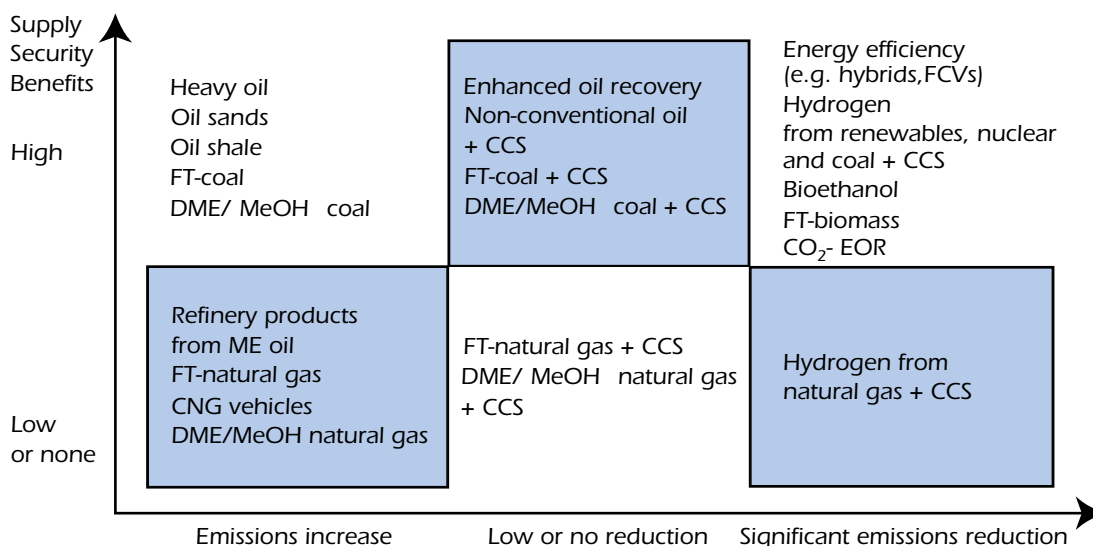 Supply
Security
Benefits
High
Low
or none
Heavy oil
Oil sands
Oil shale
FT-coal
DME/ MeOH coal
Enhanced oil recovery
Non-conventional oil
+ CCS
FT-coal + CCS
DME/MeOH coal + CCS
Energy efficiency
(e.g. hybrids,FCVs)
Hydrogen
from renewables, nuclear
and coal + CCS
Bioethanol
FT-biomass
CO₂- EOR
Refinery products
from ME oil
FT-natural gas
CNG vehicles
DME/MeOH natural gas
FT-natural gas + CCS
DME/ MeOH natural gas
+ CCS
Hydrogen from
natural gas + CCS
Emissions increase
Low or no reduction
Significant emissions reduction